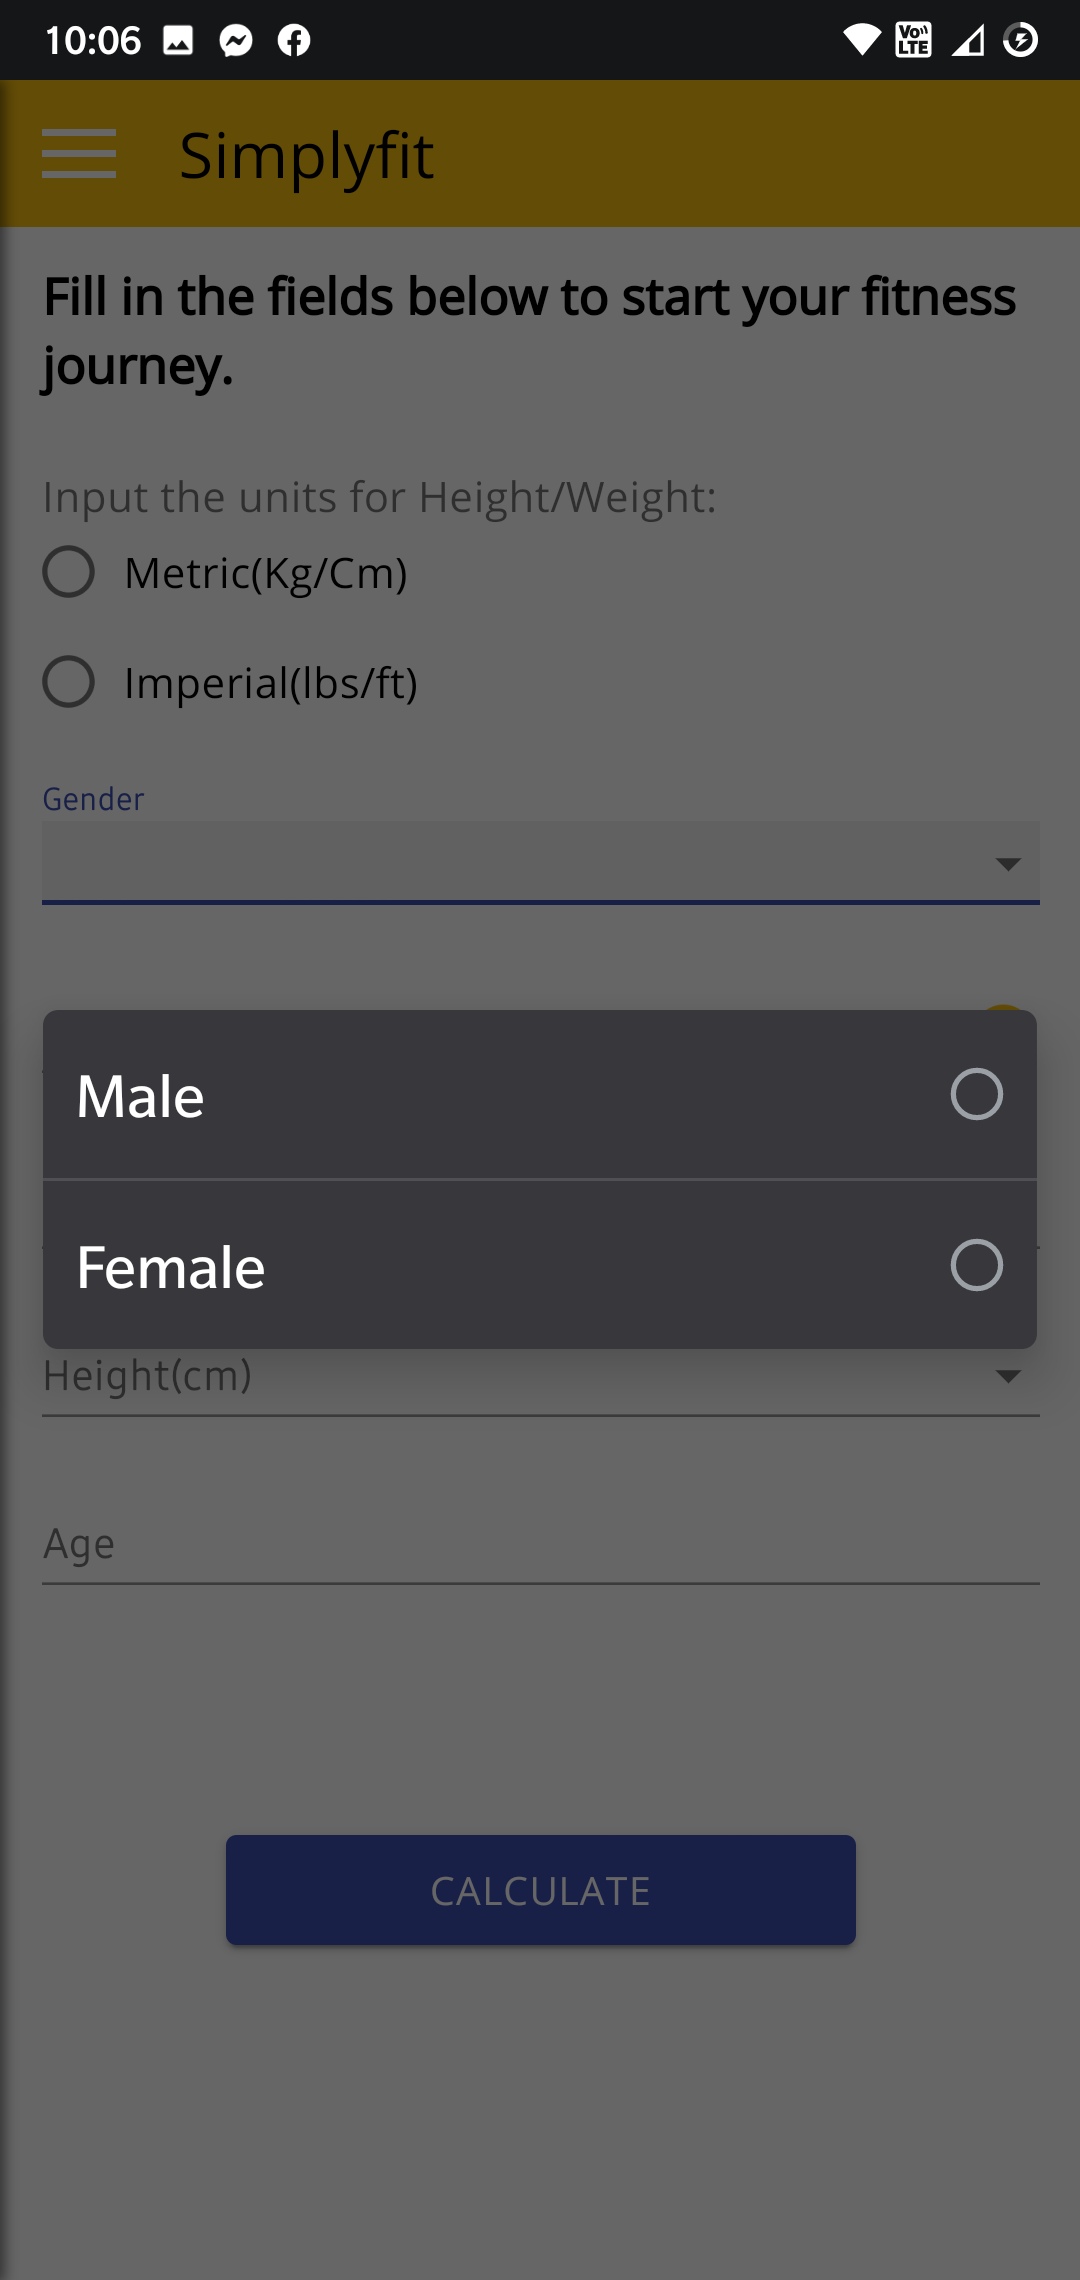 10:06
Vo)) LTE
Simplyfit
Fill in the fields below to start your fitness
journey.
Input the units for Height/Weight:
Metric(Kg/Cm)
Imperial(lbs/ft)
Gender
Male
Female
Height(cm)
Age
CALCULATE